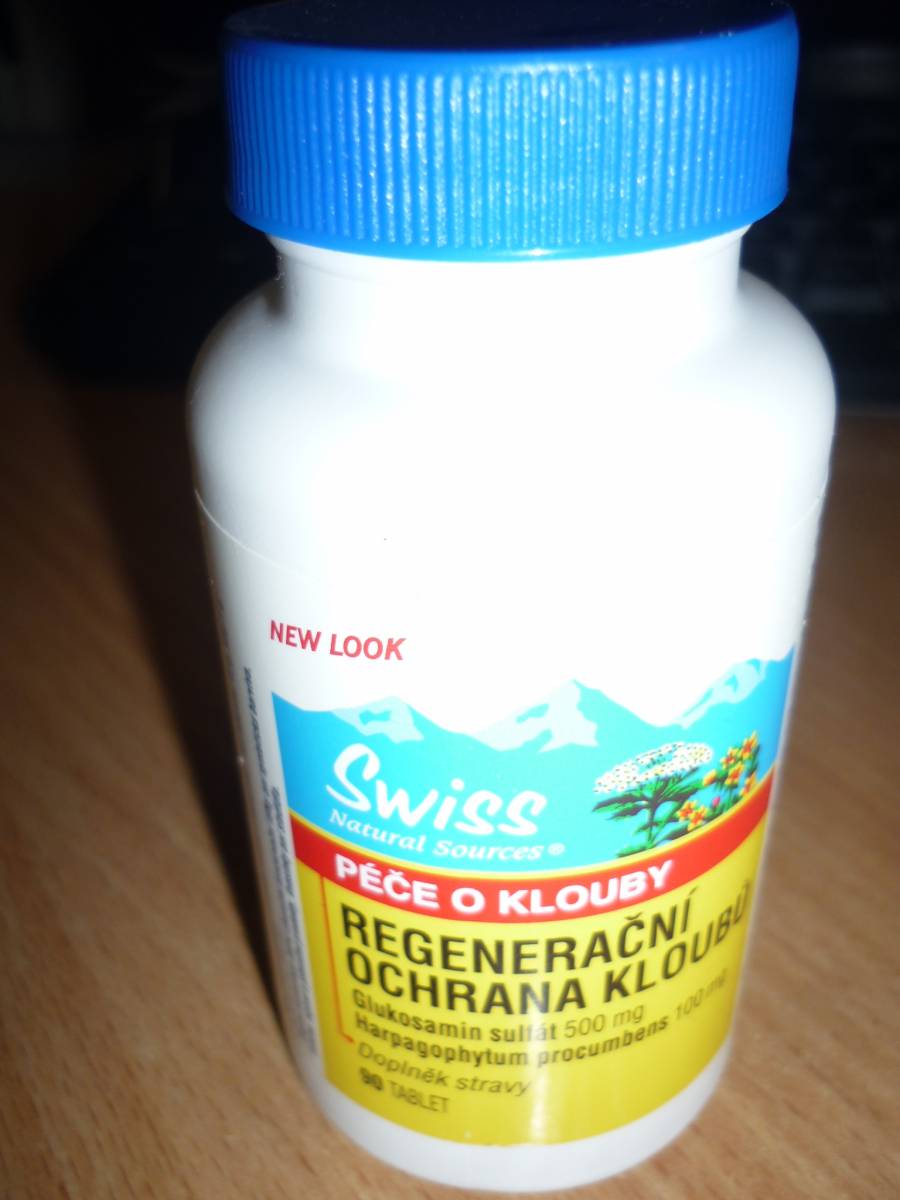 NEW LOOK
Swiss
Natural Sources®
PÉČE O KLOUBY
REGENERAČNÍ
OCHRANA KLOUBŮ
Glukosamin sulfát 500 mg
Harpagophytum procumbens 100 mg
Doplněk stravy
90 TABLET